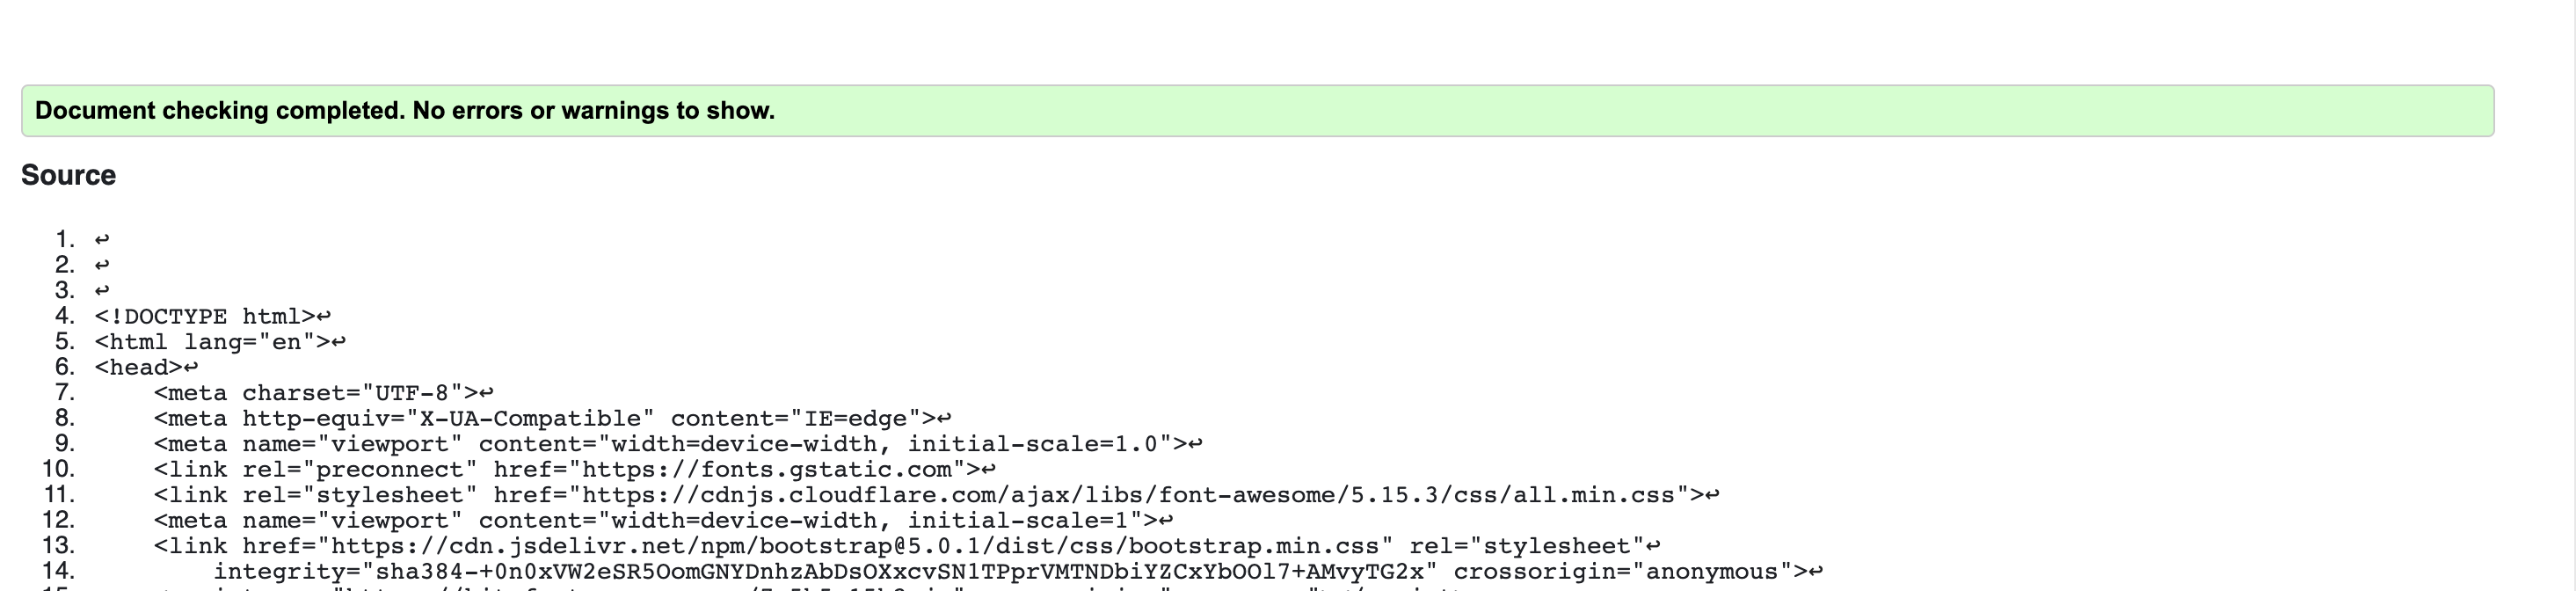 Document checking completed. No errors or warnings to show.
Source
1. ↩
2. ↩
3. ↩
4. <!DOCTYPE html>↩
5. <html lang="en">↩
6. <head>↩
7.     <meta charset="UTF-8">↩
8.     <meta http-equiv="X-UA-Compatible" content="IE=edge">↩
9.     <meta name="viewport" content="width=device-width, initial-scale=1.0">↩
10.     <link rel="preconnect" href="https://fonts.gstatic.com">↩
11.     <link rel="stylesheet" href="https://cdnjs.cloudflare.com/ajax/libs/font-awesome/5.15.3/css/all.min.css">↩
12.     <meta name="viewport" content="width=device-width, initial-scale=1">↩
13.     <link href="https://cdn.jsdelivr.net/npm/bootstrap@5.0.1/dist/css/bootstrap.min.css" rel="stylesheet"↩
14.         integrity="sha384-+0n0xVW2eSR5OomGNYDnhzAbDsOXxcvSN1TPprVMTNDbiYZCxYbOOl7+AMvyTG2x" crossorigin="anonymous">↩